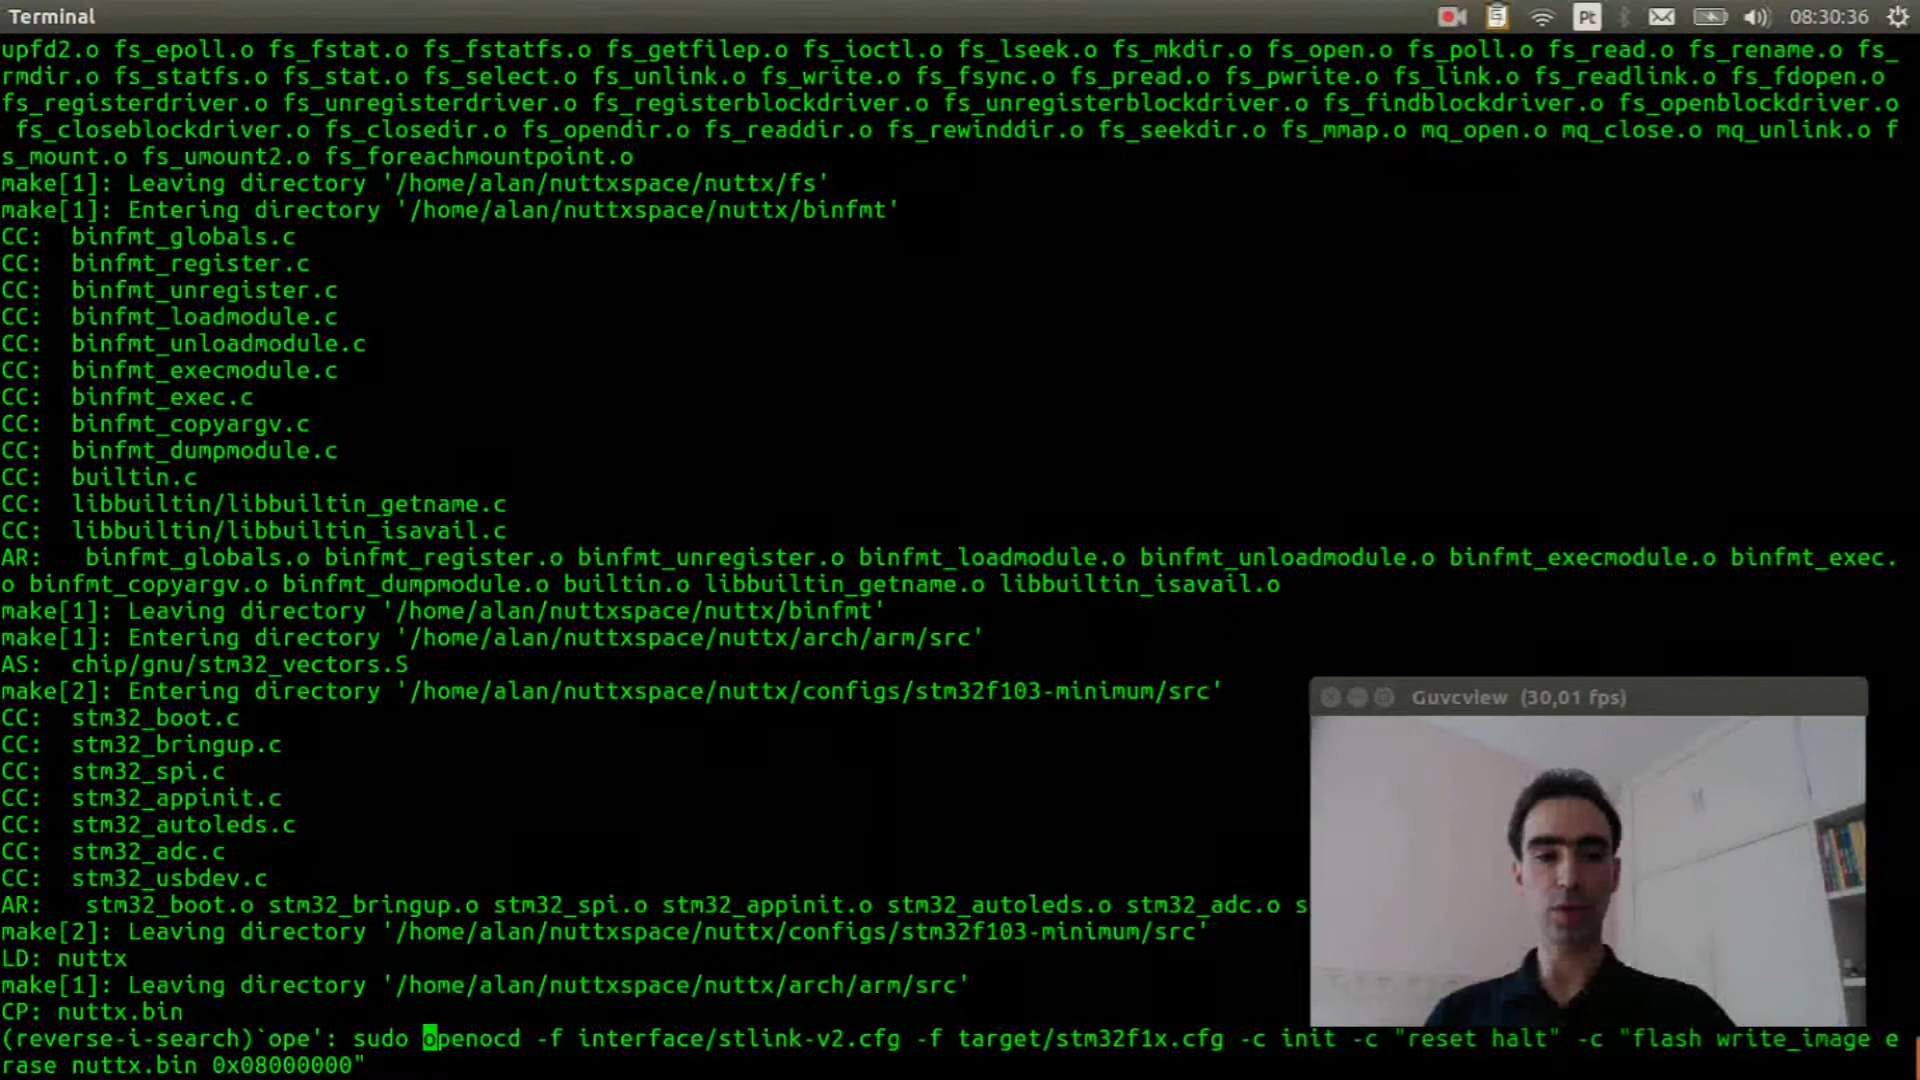 Terminal
Pt
08:30:36
upfd2.o fs_epoll.o fs_fstat.o fs_fstatfs.o fs_getfilep.o fs_ioctl.o fs_lseek.o fs_mkdir.o fs_open.o fs_poll.o fs_read.o fs_rename.o fs_
rmdir.o fs_statfs.o fs_stat.o fs_select.o fs_unlink.o fs_write.o fs_fsync.o fs_pread.o fs_pwrite.o fs_link.o fs_readlink.o fs_fdopen.o
fs_registerdriver.o fs_unregisterdriver.o fs_registerblockdriver.o fs_unregisterblockdriver.o fs_findblockdriver.o fs_openblockdriver.o
fs_closeblockdriver.o fs_closedir.o fs_opendir.o fs_readdir.o fs_rewinddir.o fs_seekdir.o fs_mmap.o mq_open.o mq_close.o mq_unlink.o f
s_mount.o fs_umount2.o fs_foreachmountpoint.o
make[1]: Leaving directory '/home/alan/nuttxspace/nuttx/fs'
make[1]: Entering directory '/home/alan/nuttxspace/nuttx/binfmt'
CC: binfmt_globals.c
CC: binfmt_register.c
CC: binfmt_unregister.c
CC: binfmt_loadmodule.c
CC: binfmt_unloadmodule.c
CC: binfmt_execmodule.c
CC: binfmt_exec.c
CC: binfmt_copyargv.c
CC: binfmt_dumpmodule.c
CC: builtin.c
CC: libbuiltin/libbuiltin_getname.c
CC: libbuiltin/libbuiltin_isavail.c
AR: binfmt_globals.o binfmt_register.o binfmt_unregister.o binfmt_loadmodule.o binfmt_unloadmodule.o binfmt_execmodule.o binfmt_exec.
o binfmt_copyargv.o binfmt_dumpmodule.o builtin.o libbuiltin_getname.o libbuiltin_isavail.o
make[1]: Leaving directory '/home/alan/nuttxspace/nuttx/binfmt'
make[1]: Entering directory '/home/alan/nuttxspace/nuttx/arch/arm/src'
AS: chip/gnu/stm32_vectors.S
make[2]: Entering directory '/home/alan/nuttxspace/nuttx/configs/stm32f103-minimum/src'
CC: stm32_boot.c
CC: stm32_bringup.c
CC: stm32_spi.c
CC: stm32_appinit.c
CC: stm32_autoleds.c
CC: stm32_adc.c
CC: stm32_usbdev.c
AR: stm32_boot.o stm32_bringup.o stm32_spi.o stm32_appinit.o stm32_autoleds.o stm32_adc.o s
make[2]: Leaving directory '/home/alan/nuttxspace/nuttx/configs/stm32f103-minimum/src'
LD: nuttx
make[1]: Leaving directory '/home/alan/nuttxspace/nuttx/arch/arm/src'
CP: nuttx.bin
(reverse-i-search)`ope': sudo openocd -f interface/stlink-v2.cfg -f target/stm32f1x.cfg -c init -c "reset halt" -c "flash write_image e
rase nuttx.bin 0x08000000"
Guvcview (30,01 fps)